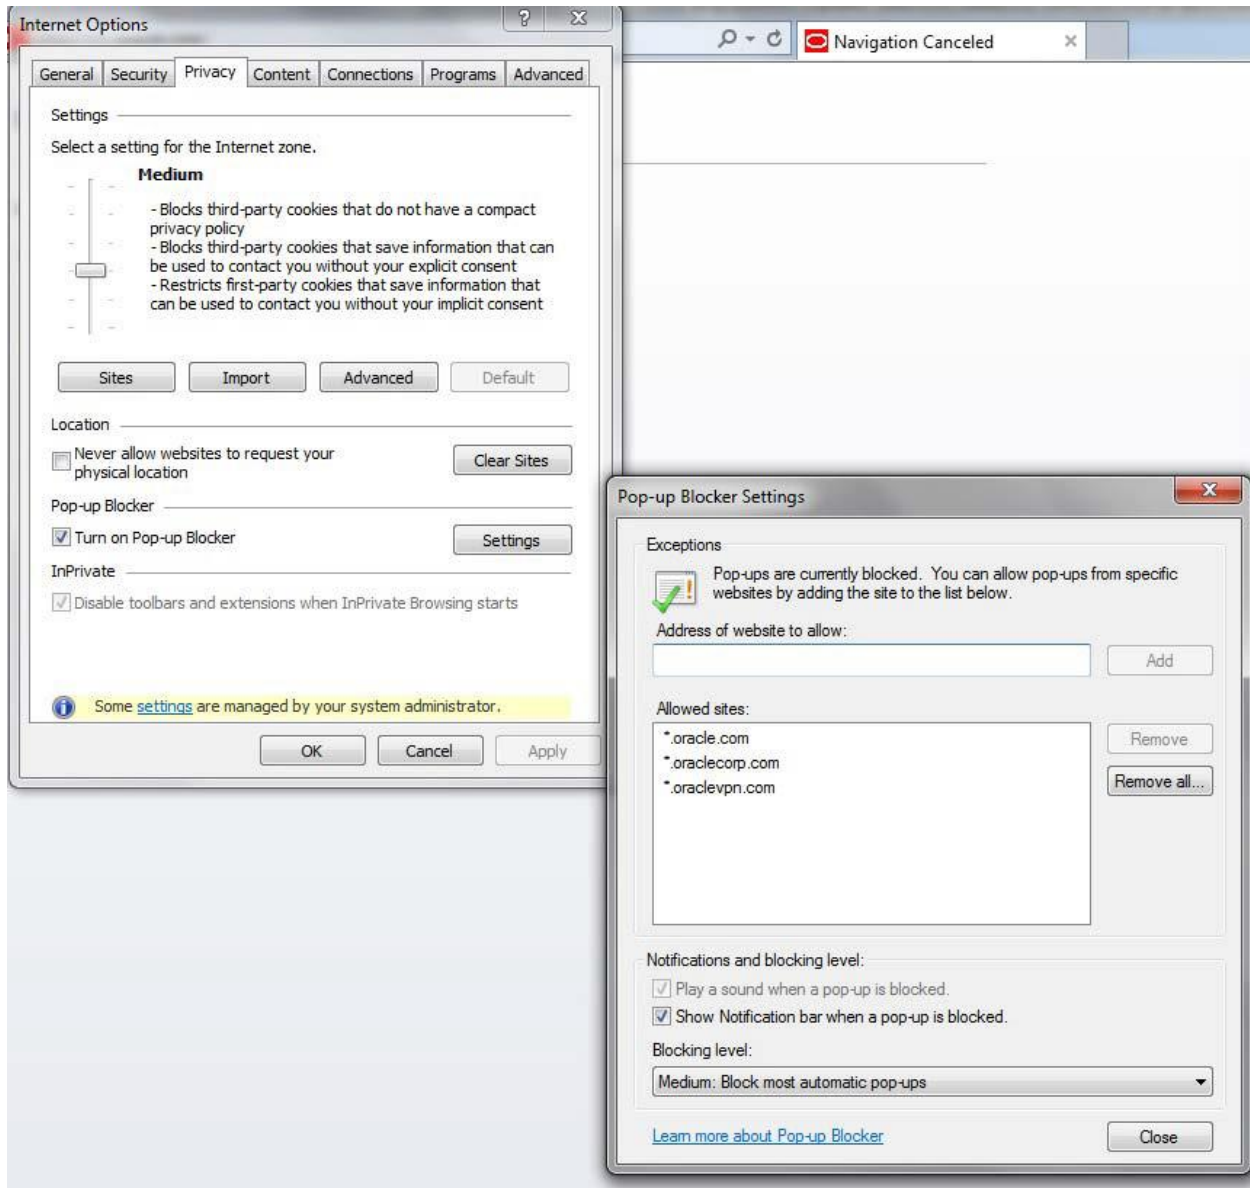 Internet Options
Navigation Canceled
General Security Privacy Content Connections Programs Advanced
Settings
Select a setting for the Internet zone.
Medium
- Blocks third-party cookies that do not have a compact
privacy policy
- Blocks third-party cookies that save information that can
be used to contact you without your explicit consent
- Restricts first-party cookies that save information that
can be used to contact you without your implicit consent
Sites Import Advanced Default
Location
Never allow websites to request your
physical location
Clear Sites
Pop-up Blocker
Turn on Pop-up Blocker
Settings
InPrivate
Disable toolbars and extensions when InPrivate Browsing starts
Some settings are managed by your system administrator.
OK Cancel Apply
Pop-up Blocker Settings
Exceptions
Pop-ups are currently blocked. You can allow pop-ups from specific
websites by adding the site to the list below.
Address of website to allow:
Add
Allowed sites:
*.oracle.com
*.oraclecorp.com
*.oraclevpn.com
Remove
Remove all...
Notifications and blocking level:
Play a sound when a pop-up is blocked.
Show Notification bar when a pop-up is blocked.
Blocking level:
Medium: Block most automatic pop-ups
Learn more about Pop-up Blocker
Close